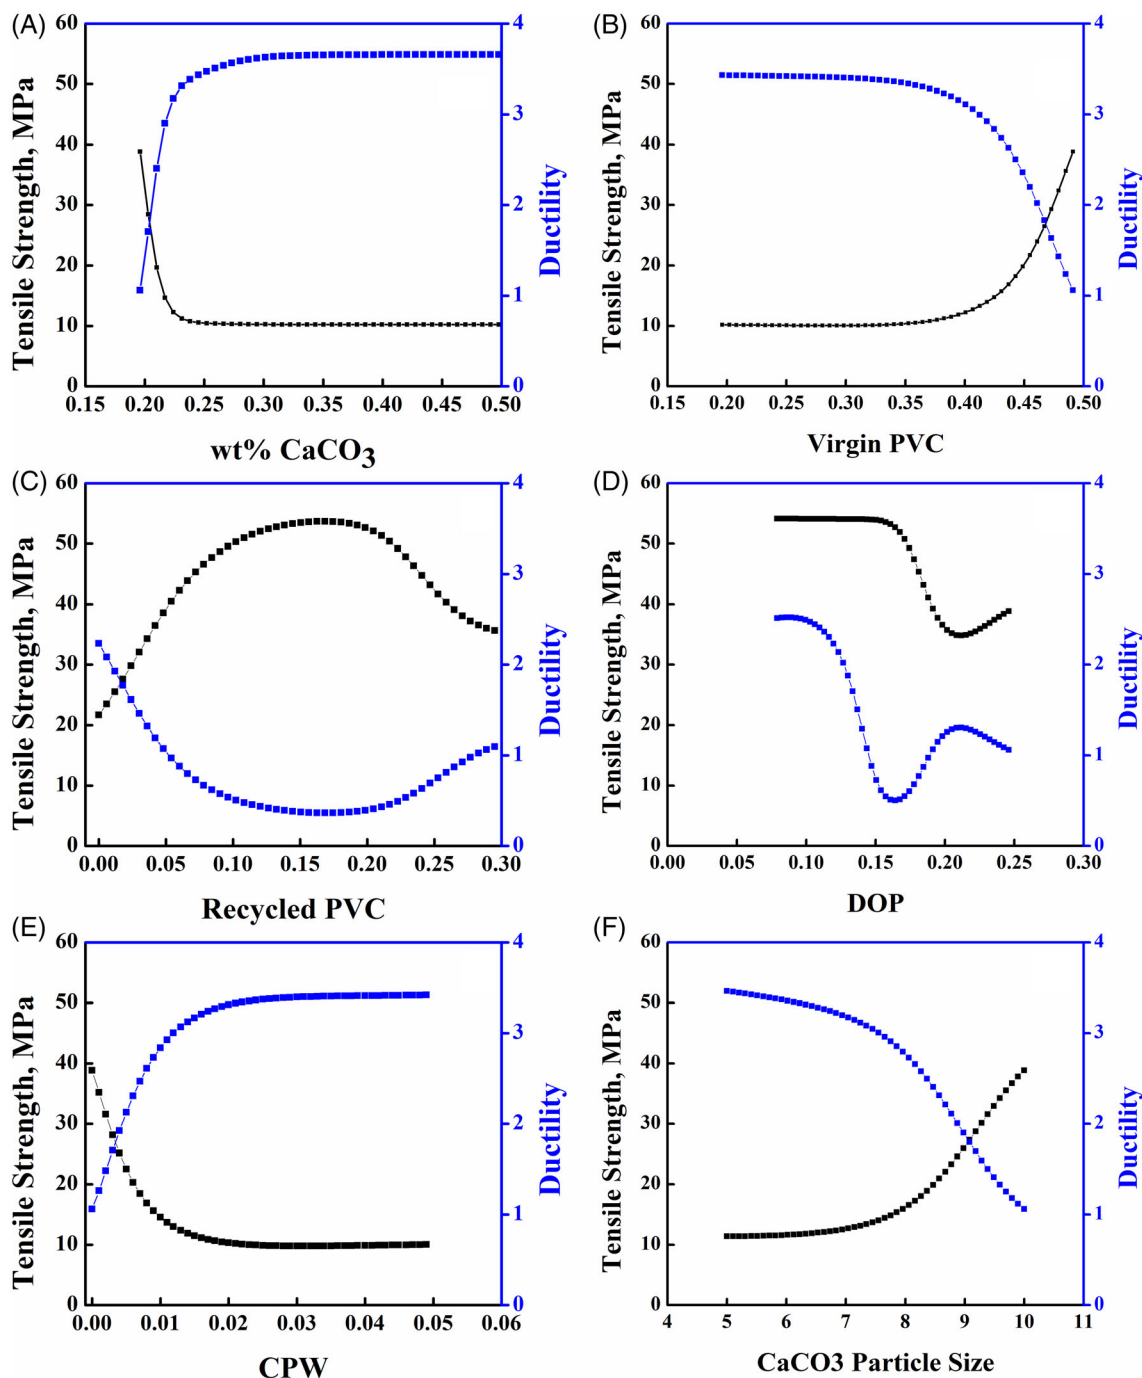 (A)
60
50
40
30
20
10
0
Tensile Strength, MPa
4
3
2
1
0
Ductility
0.15 0.20 0.25 0.30 0.35 0.40 0.45 0.50
wt% CaCO3
(B)
60
50
40
30
20
10
0
Tensile Strength, MPa
4
3
2
1
0
Ductility
0.15 0.20 0.25 0.30 0.35 0.40 0.45 0.50
Virgin PVC
(C)
60
50
40
30
20
10
0
Tensile Strength, MPa
4
3
2
1
0
Ductility
0.00 0.05 0.10 0.15 0.20 0.25 0.30
Recycled PVC
(D)
60
50
40
30
20
10
0
Tensile Strength, MPa
4
3
2
1
0
Ductility
0.00 0.05 0.10 0.15 0.20 0.25 0.30
DOP
(E)
60
50
40
30
20
10
0
Tensile Strength, MPa
4
3
2
1
0
Ductility
0.00 0.01 0.02 0.03 0.04 0.05 0.06
CPW
(F)
60
50
40
30
20
10
0
Tensile Strength, MPa
4
3
2
1
0
Ductility
4 5 6 7 8 9 10 11
CaCO3 Particle Size